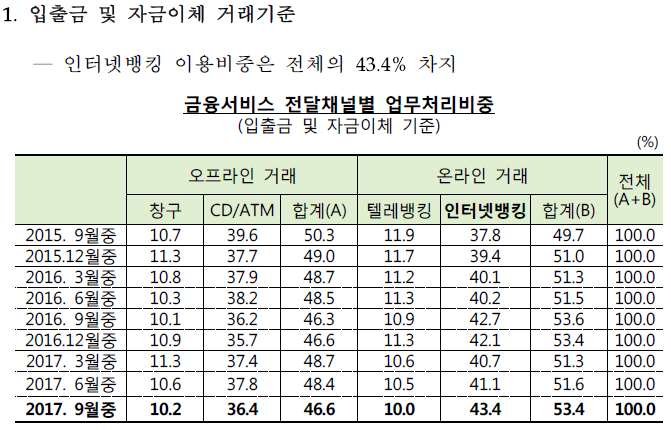 1. 입출금 및 자금이체 거래기준
― 인터넷뱅킹 이용비중은 전체의 43.4% 차지
금융서비스 전달채널별 업무처리비중
(입출금 및 자금이체 기준)
(%)
오프라인 거래 온라인 거래 전체
(A+B)
창구 CD/ATM 합계(A) 텔레뱅킹 인터넷뱅킹 합계(B)
2015. 9월중 10.7 39.6 50.3 11.9 37.8 49.7 100.0
2015.12월중 11.3 37.7 49.0 11.7 39.4 51.0 100.0
2016. 3월중 10.8 37.9 48.7 11.2 40.1 51.3 100.0
2016. 6월중 10.3 38.2 48.5 11.3 40.2 51.5 100.0
2016. 9월중 10.1 36.2 46.3 10.9 42.7 53.6 100.0
2016.12월중 10.9 35.7 46.6 11.3 42.1 53.4 100.0
2017. 3월중 11.3 37.4 48.7 10.6 40.7 51.3 100.0
2017. 6월중 10.6 37.8 48.4 10.5 41.1 51.6 100.0
2017. 9월중 10.2 36.4 46.6 10.0 43.4 53.4 100.0